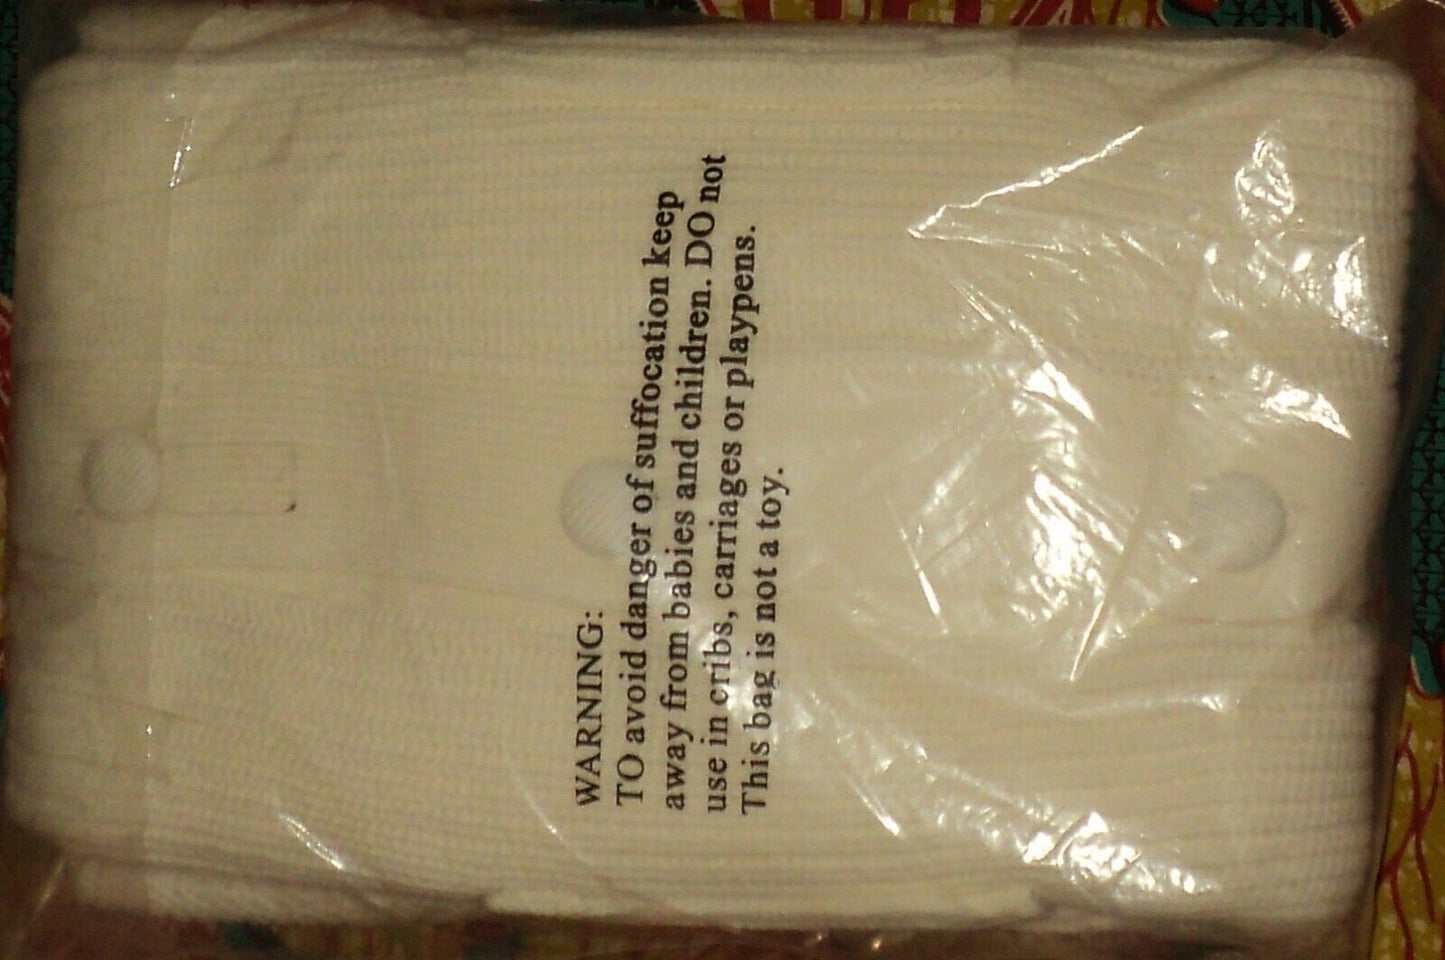 WARNING:
TO avoid danger of suffocation keep
away from babies and children. DO not
use in cribs, carriages or playpens.
This bag is not a toy.